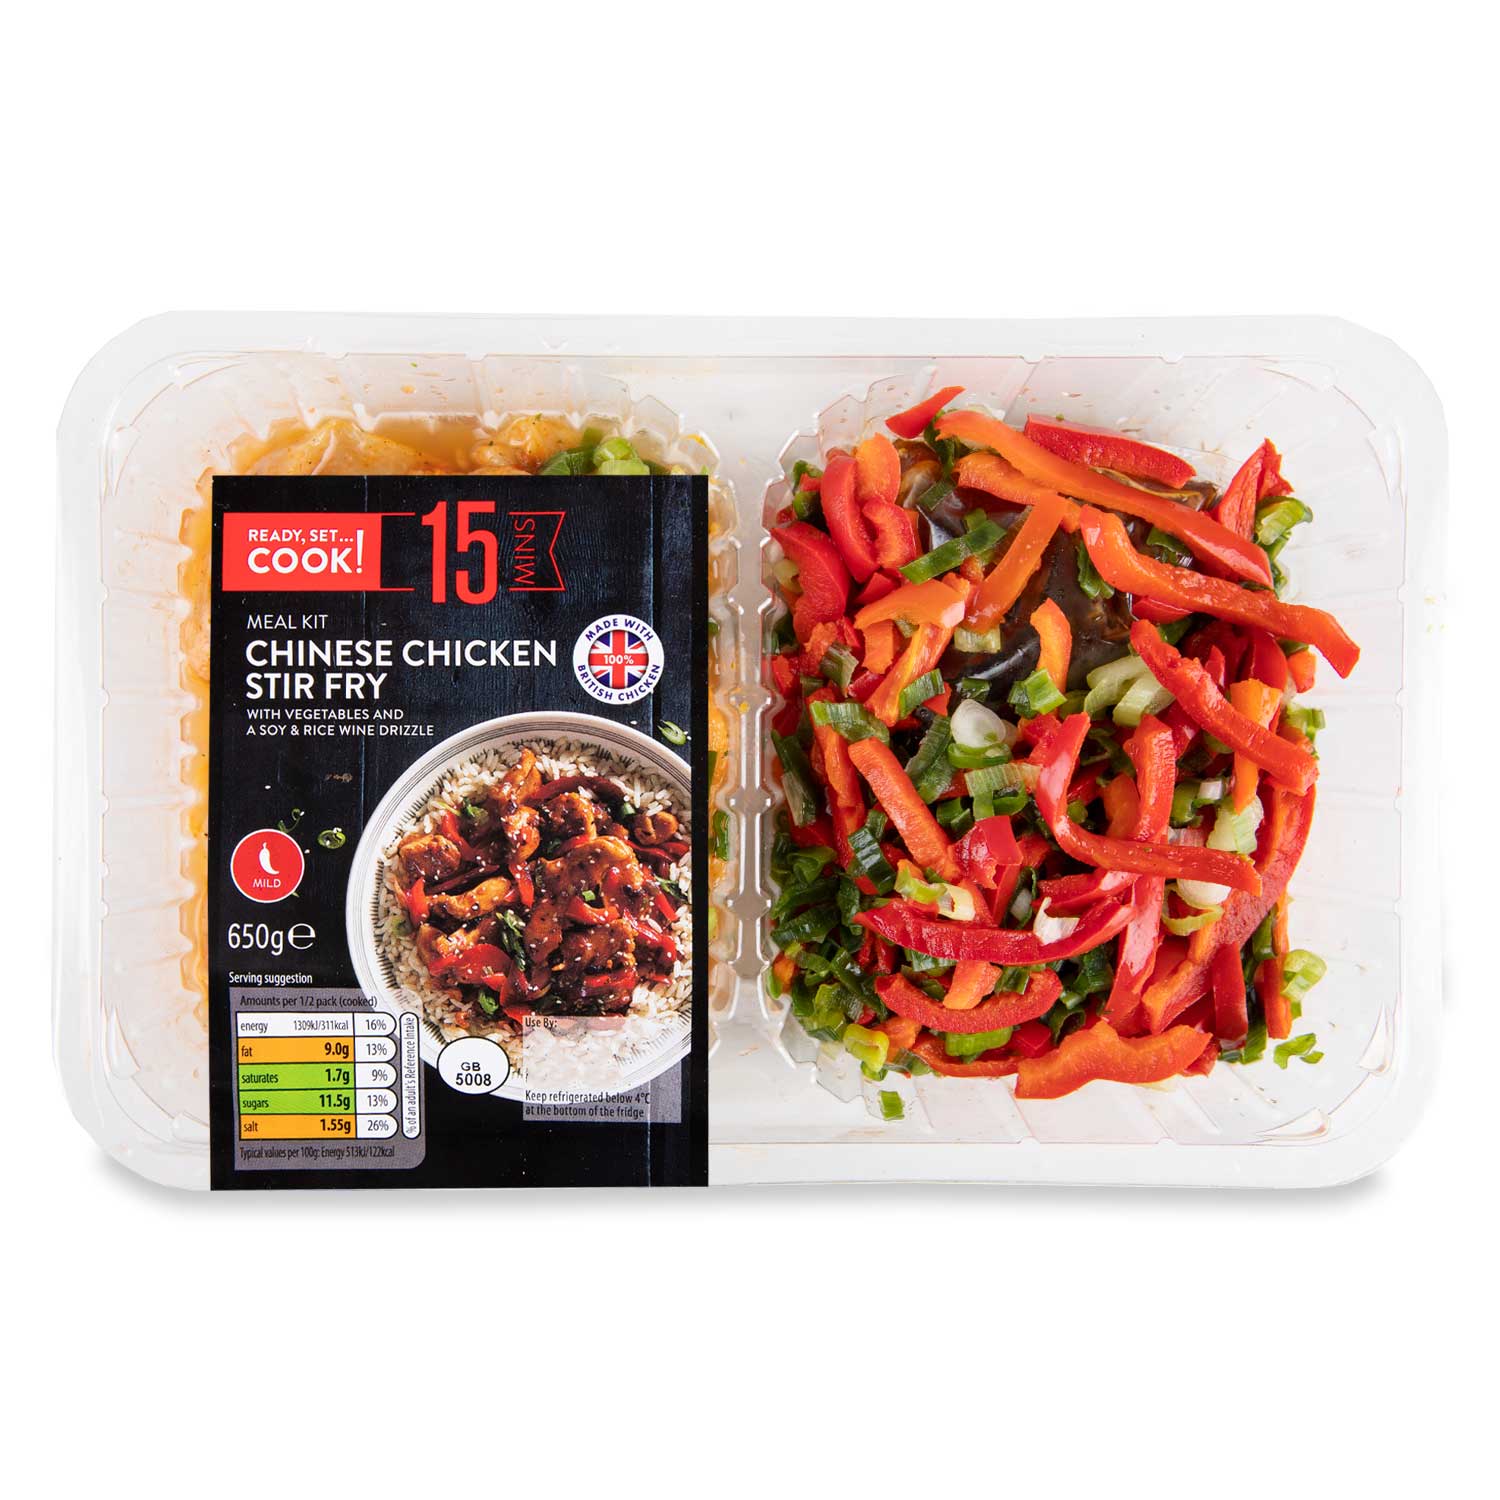 READY, SET...
COOK!
15
MINS
MEAL KIT
CHINESE CHICKEN
STIR FRY
WITH VEGETABLES AND
A SOY & RICE WINE DRIZZLE
MADE WITH
100%
BRITISH CHICKEN
MILD
650g℮
Serving suggestion
Amounts per 1/2 pack (cooked)
energy 1309kJ/311kcal 16%
fat 9.0g 13%
saturates 1.7g 9%
sugars 11.5g 13%
salt 1.55g 26%
% of an adult's Reference Intake
Typical values per 100g: Energy 513kJ/122kcal
GB
5008
Use By:
Keep refrigerated below 4°C
at the bottom of the fridge